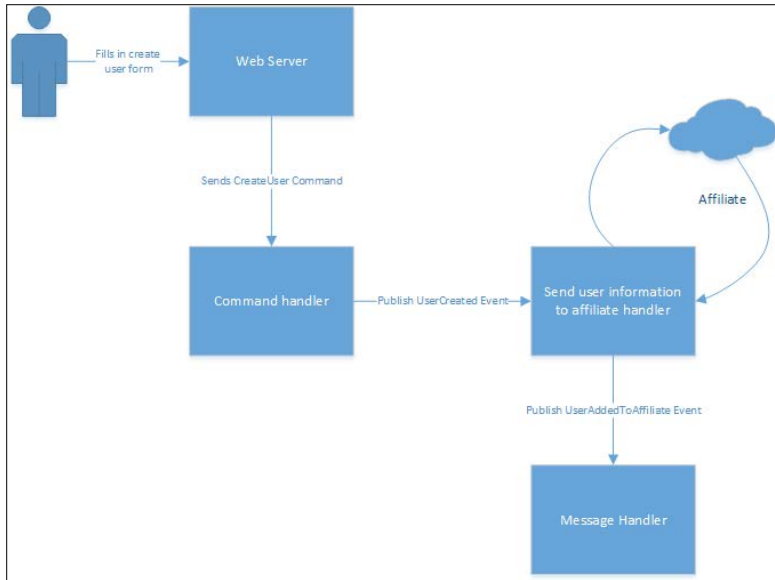 Fills in create
user form
Web Server
Sends CreateUser Command
Affiliate
Command handler
Publish UserCreated Event
Send user information
to affiliate handler
Publish UserAddedToAffiliate Event
Message Handler